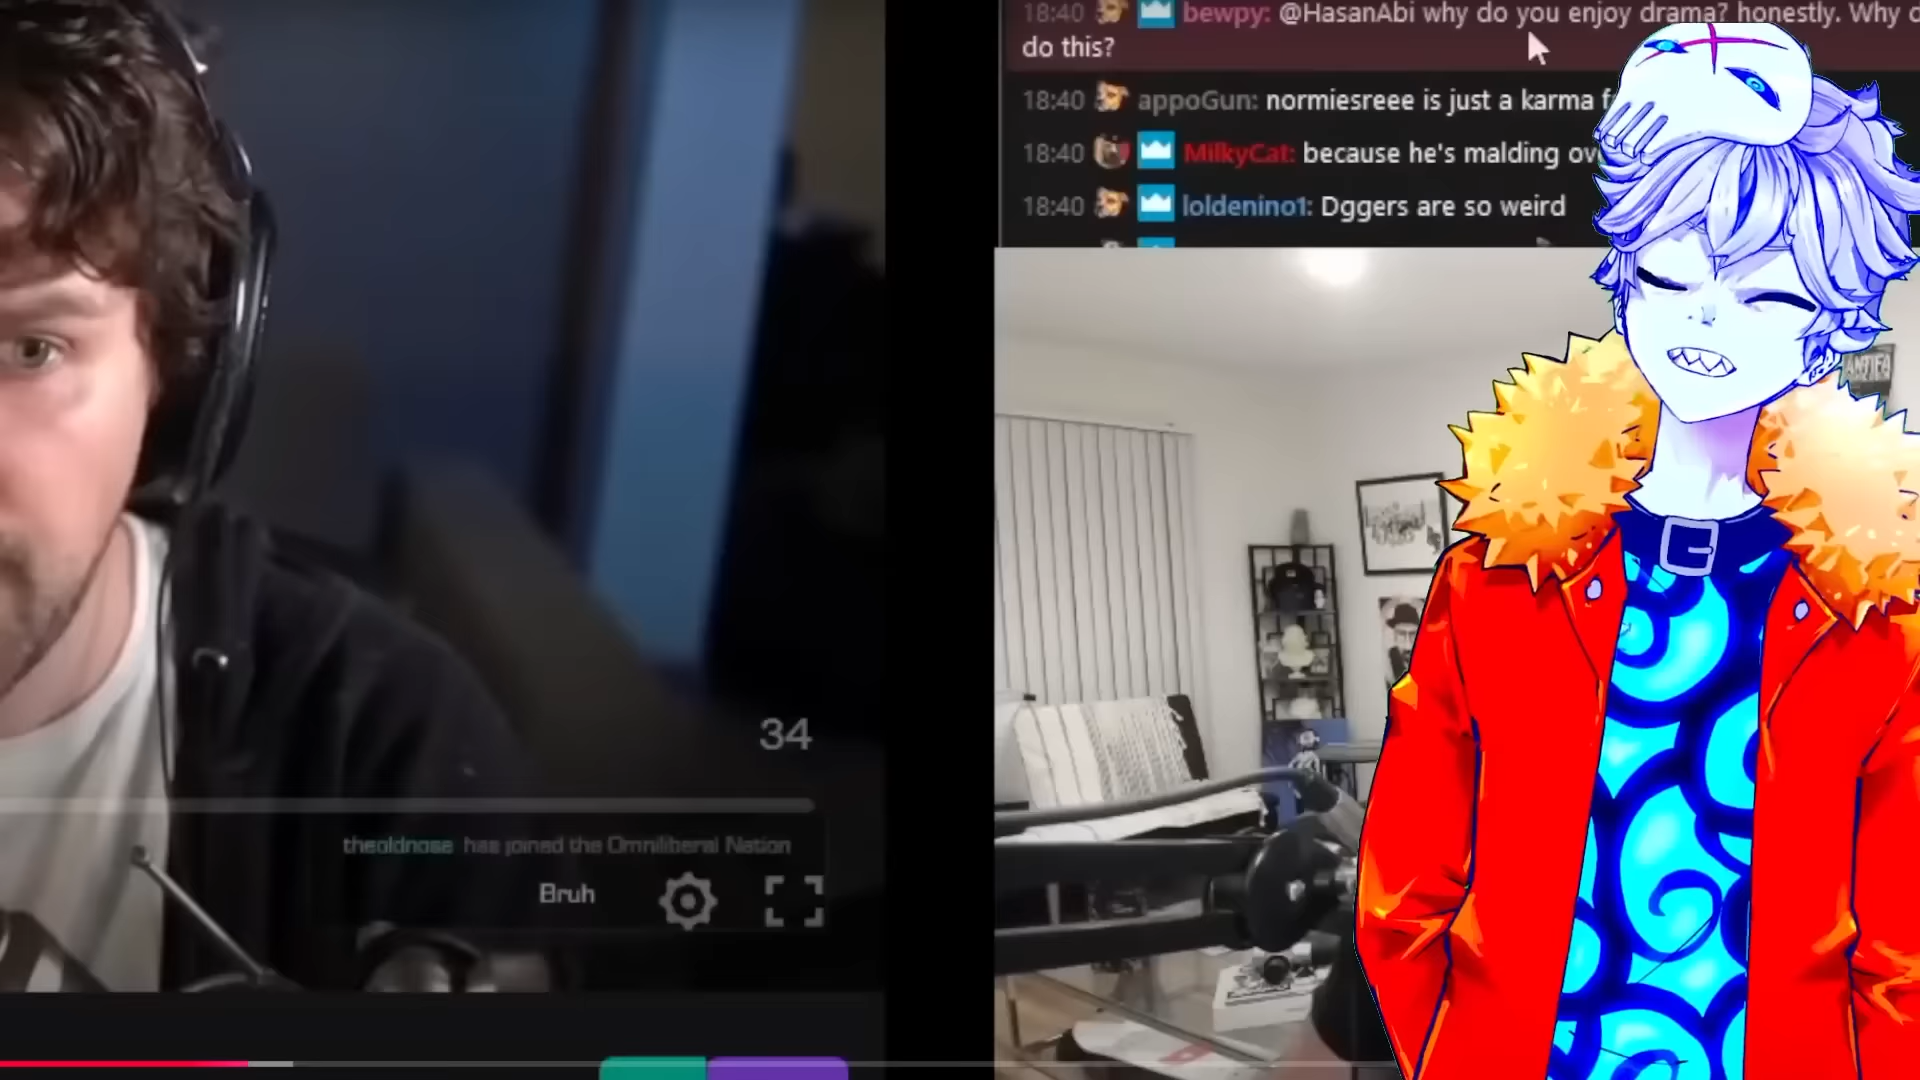 18:40 bewpy: @HasanAbi why do you enjoy drama? honestly. Why
do this?
18:40 appoGun: normiesreee is just a karma
18:40 MilkyCat: because he's malding
18:40 loldenino1: Dggers are so weird
ANTIFA
34
theoldnose has joined the Omniliberal Nation
Bruh